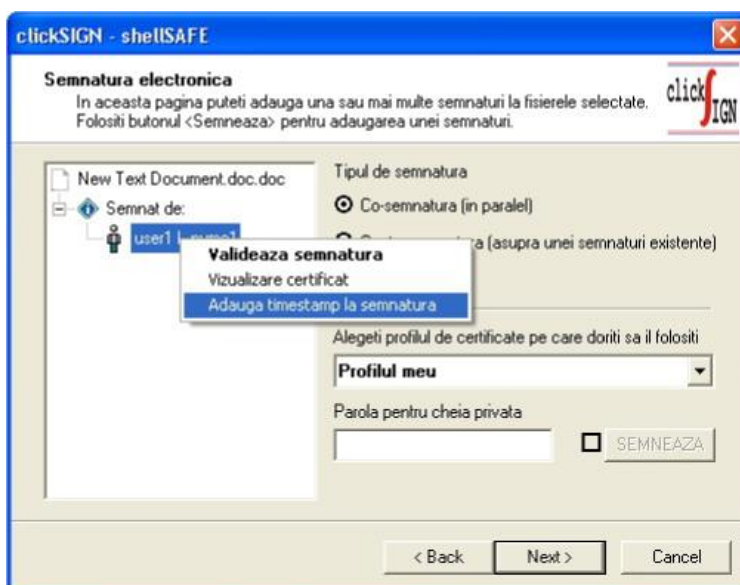 clickSIGN - shellSAFE
Semnatura electronica
In aceasta pagina puteti adauga una sau mai multe semnaturi la fisierele selectate.
Folositi butonul <Semneaza> pentru adaugarea unei semnaturi.
click SIGN
New Text Document.doc.doc
Semnat de:
user1
Valideaza semnatura
Vizualizare certificat
Adauga timestamp la semnatura
Tipul de semnatura
Co-semnatura (in paralel)
(asupra unei semnaturi existente)
Alegeti profilul de certificate pe care doriti sa il folositi
Profilul meu
Parola pentru cheia privata
SEMNEAZA
< Back
Next >
Cancel